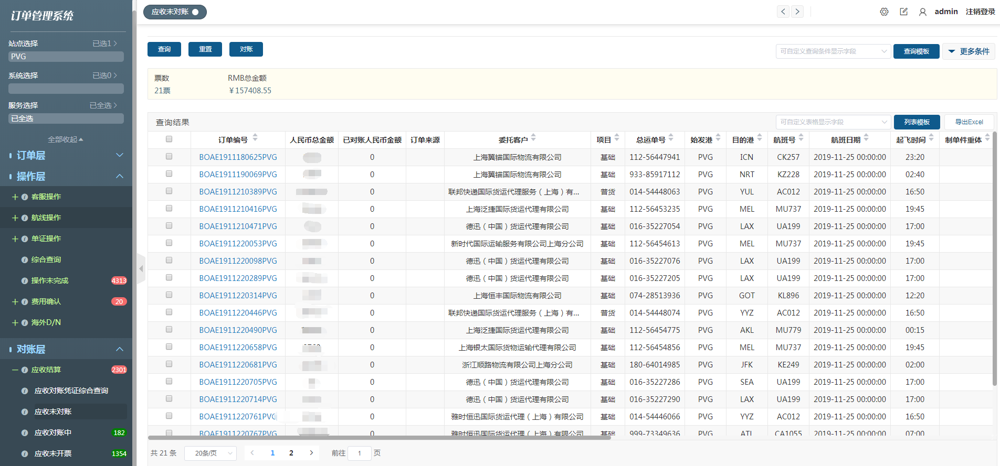 订单管理系统
站点选择 已选1
PVG
系统选择 已选0
服务选择 已全选
已全选
全部收起
订单层
操作层
客服操作
航线操作
单证操作
综合查询
操作未完成 4313
费用确认 20
海外D/N
对账层
应收结算 2301
应收对账凭证综合查询
应收未对账
应收对账中 182
应收未开票 1354
应收未对账
admin 注销登录
查询 重置 对账
可自定义查询条件显示字段 查询模板 更多条件
票数 RMB总金额
21票 ￥157408.55
查询结果
可自定义表格显示字段 列表模板 导出Excel
订单编号 人民币总金额 已对账人民币金额 订单来源 委托客户 项目 总运单号 始发港 目的港 航班号 航班日期 起飞时间 制单件重体
BOAE1911180625PVG 0 上海翼锚国际物流有限公司 基础 112-56447941 PVG ICN CK257 2019-11-25 00:00:00 23:20
BOAE1911190069PVG 0 上海翼锚国际物流有限公司 基础 933-85917112 PVG NRT KZ228 2019-11-25 00:00:00 02:40
BOAE1911210389PVG 0 联邦快递国际货运代理服务（上海）有... 普货 014-54448063 PVG YUL AC012 2019-11-25 00:00:00 16:50
BOAE1911210416PVG 0 上海泛捷国际货运代理有限公司 基础 112-56453235 PVG MEL MU737 2019-11-25 00:00:00 19:45
BOAE1911210471PVG 0 德迅（中国）货运代理有限公司 基础 016-35227054 PVG LAX UA199 2019-11-25 00:00:00 17:00
BOAE1911220053PVG 0 新时代国际运输服务有限公司上海分公司 基础 112-56454613 PVG MEL MU737 2019-11-25 00:00:00 19:45
BOAE1911220098PVG 0 德迅（中国）货运代理有限公司 基础 016-35227076 PVG LAX UA199 2019-11-25 00:00:00 17:00
BOAE1911220289PVG 0 德迅（中国）货运代理有限公司 基础 016-35227205 PVG LAX UA199 2019-11-25 00:00:00 17:00
BOAE1911220314PVG 0 上海恒丰国际物流有限公司 基础 074-28513936 PVG GOT KL896 2019-11-25 00:00:00 12:20
BOAE1911220446PVG 0 联邦快递国际货运代理服务（上海）有... 普货 014-54448074 PVG YYZ AC012 2019-11-25 00:00:00 16:50
BOAE1911220490PVG 0 上海泛捷国际货运代理有限公司 基础 112-56454775 PVG AKL MU779 2019-11-25 00:00:00 00:15
BOAE1911220658PVG 0 上海银太国际货物运输代理有限公司 基础 112-56454856 PVG MEL MU737 2019-11-25 00:00:00 19:45
BOAE1911220681PVG 0 浙江顺路物流有限公司上海分公司 基础 180-64014985 PVG JFK KE249 2019-11-25 00:00:00 02:00
BOAE1911220705PVG 0 德迅（中国）货运代理有限公司 基础 016-35227286 PVG SEA UA199 2019-11-25 00:00:00 17:00
BOAE1911220714PVG 0 德迅（中国）货运代理有限公司 基础 016-35227290 PVG LAX UA199 2019-11-25 00:00:00 17:00
BOAE1911220761PVG 0 雅时恒迅国际货运代理（上海）有限公司 基础 014-54446066 PVG YYZ AC012 2019-11-25 00:00:00 16:50
BOAE1911220767PVG 0 雅时恒迅国际货运代理（上海）有限公司 基础 999-73349636 PVG ATL CA1055 2019-11-25 00:00:00 07:00
共 21 条 20条/页 1 2 前往 1 页